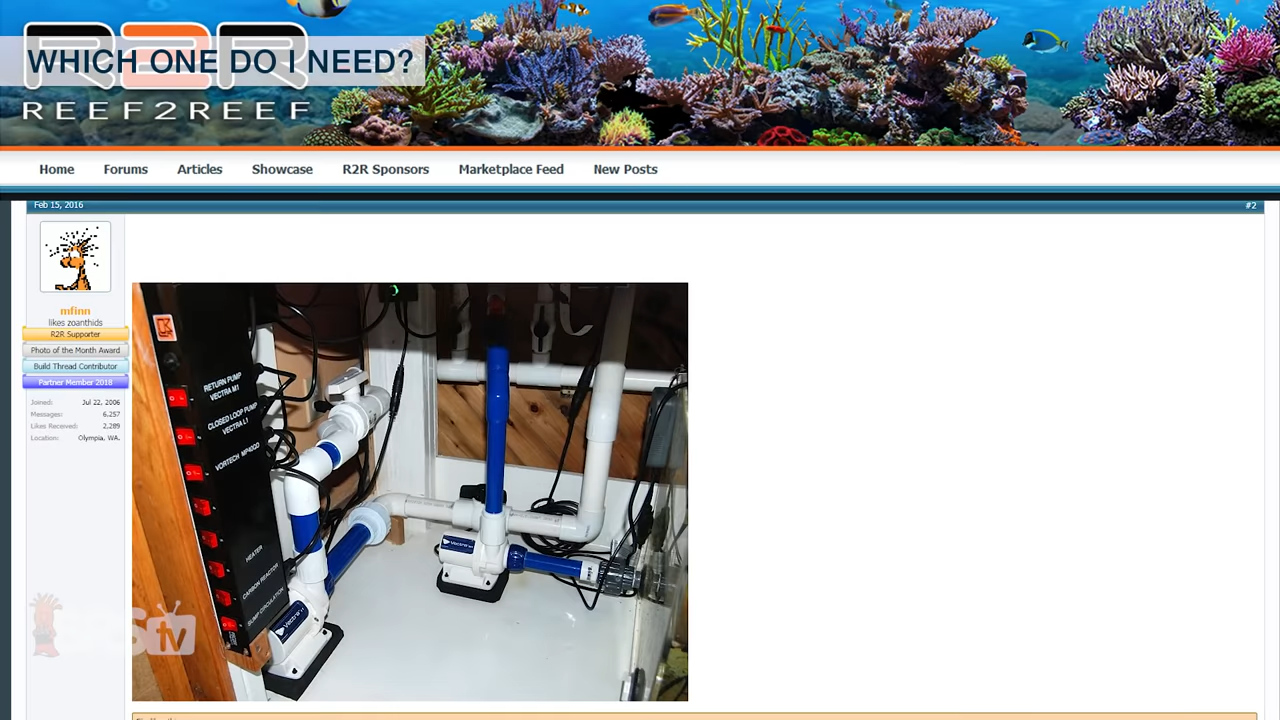 R2R
WHICH ONE DO I NEED?
REEF2REEF
Home Forums Articles Showcase R2R Sponsors Marketplace Feed New Posts
Feb 15, 2016 #2
mfinn
likes zoanthids
R2R Supporter
Photo of the Month Award
Build Thread Contributor
Partner Member 2018
Joined: Jul 22, 2006
Messages: 6,257
Likes Received: 2,289
Location: Olympia, WA.
RETURN PUMP
VECTRA M1
CLOSED LOOP PUMP
VECTRA L1
VORTECH MP40QD
HEATER
CARBON REACTOR
SUMP CIRCULATION
Vectra
Vectra
BRStv